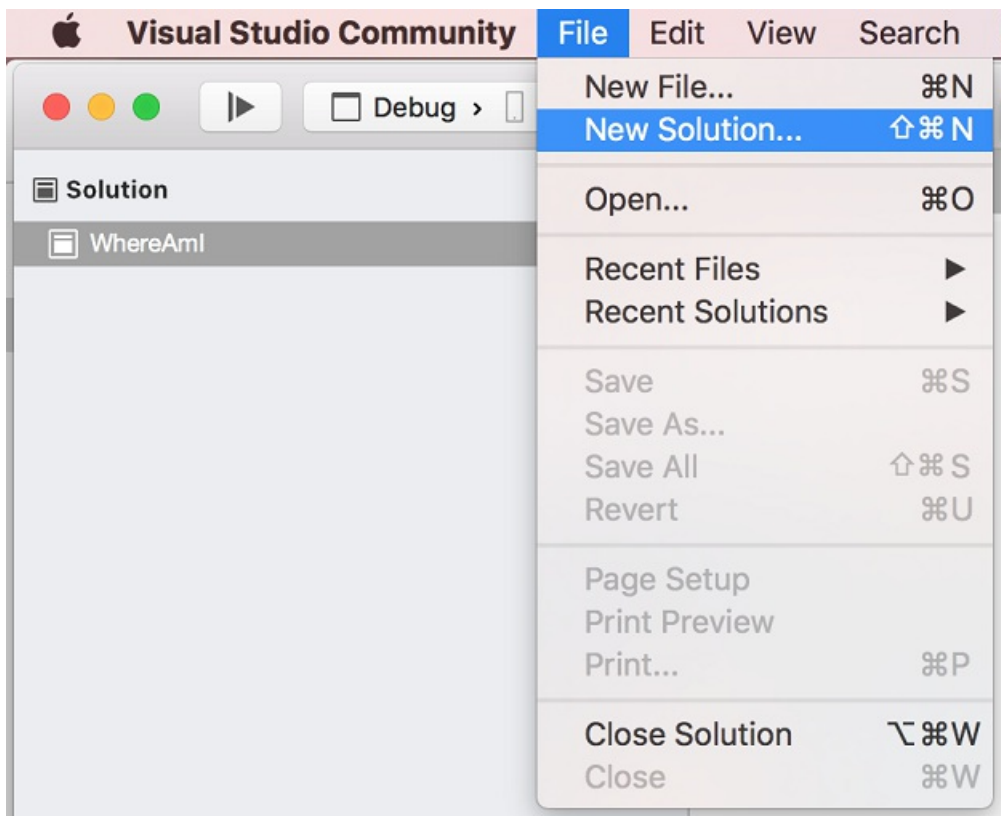 Visual Studio Community File Edit View Search
Debug ›
Solution
WhereAmI
New File... ⌘N
New Solution... ⇧⌘N
Open... ⌘O
Recent Files ▶
Recent Solutions ▶
Save ⌘S
Save As...
Save All ⇧⌘S
Revert ⌘U
Page Setup
Print Preview
Print... ⌘P
Close Solution ⌥⌘W
Close ⌘W